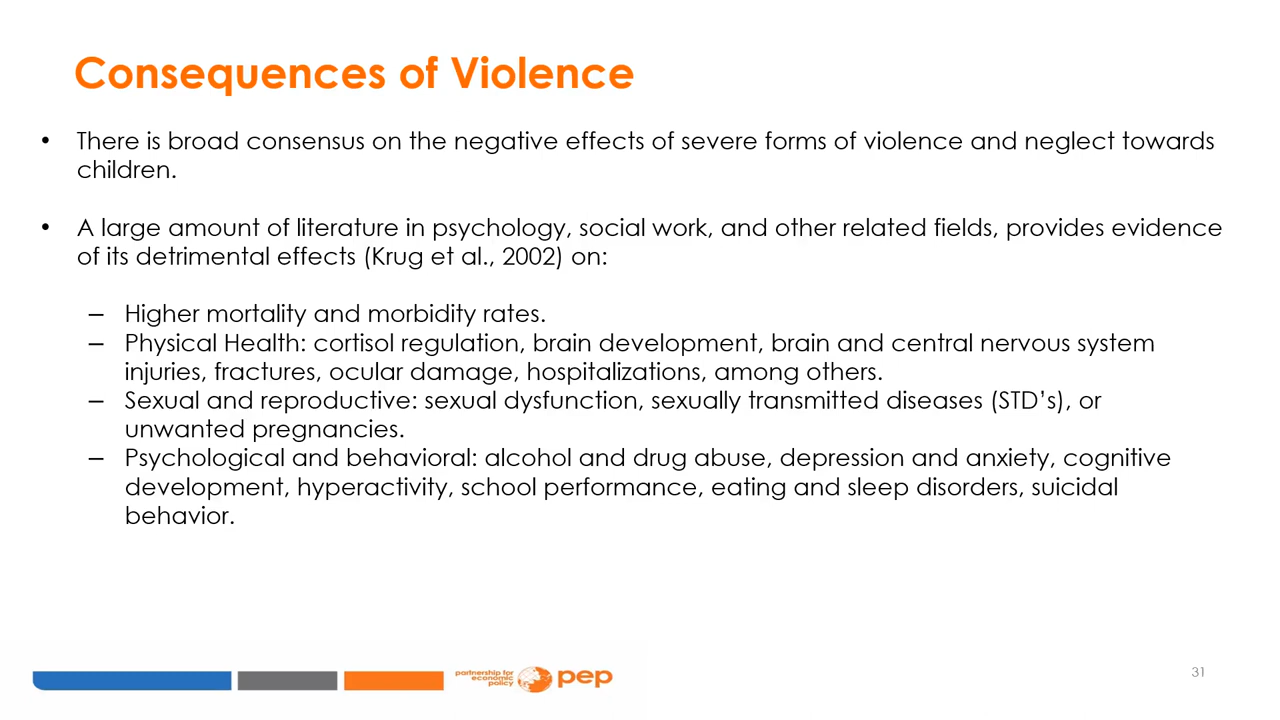 Consequences of Violence
• There is broad consensus on the negative effects of severe forms of violence and neglect towards
children.
• A large amount of literature in psychology, social work, and other related fields, provides evidence
of its detrimental effects (Krug et al., 2002) on:
– Higher mortality and morbidity rates.
– Physical Health: cortisol regulation, brain development, brain and central nervous system
injuries, fractures, ocular damage, hospitalizations, among others.
– Sexual and reproductive: sexual dysfunction, sexually transmitted diseases (STD's), or
unwanted pregnancies.
– Psychological and behavioral: alcohol and drug abuse, depression and anxiety, cognitive
development, hyperactivity, school performance, eating and sleep disorders, suicidal
behavior.
partnership for
economic
policy
pep
31